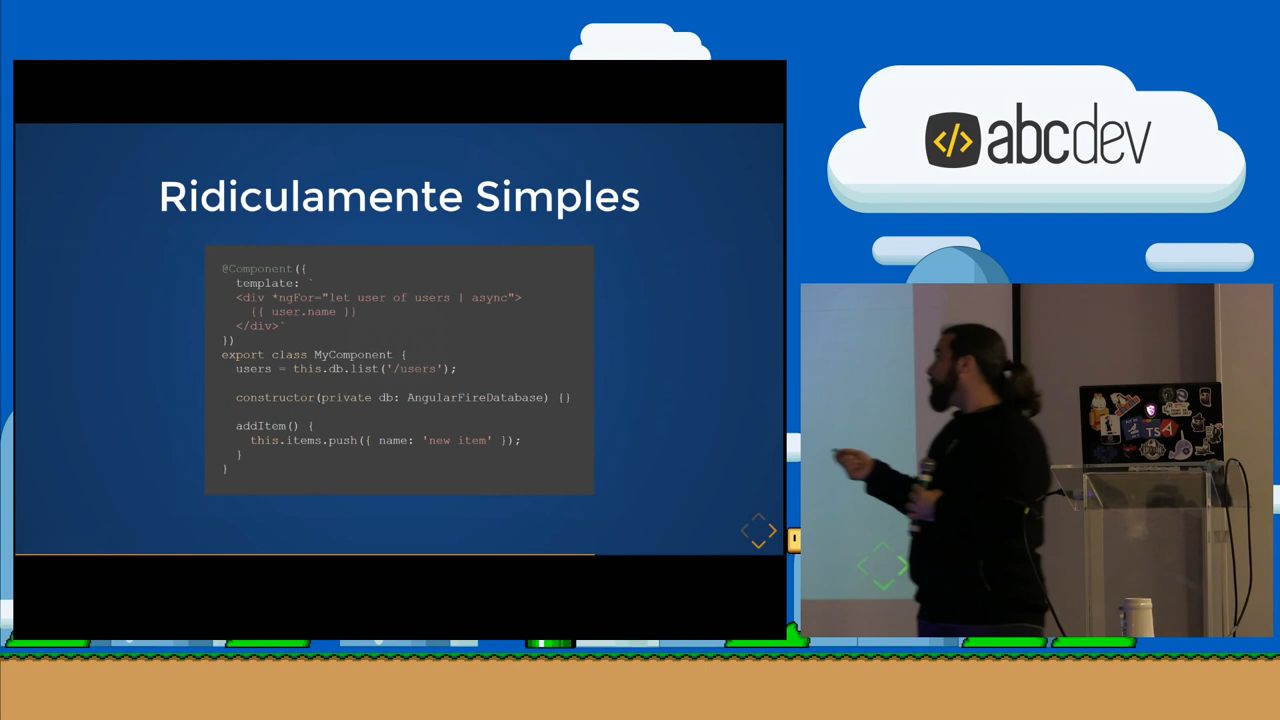 Ridiculamente Simples
@Component({
template: `
<div *ngFor="let user of users | async">
{{ user.name }}
</div>`
})
export class MyComponent {
users = this.db.list('/users');
constructor(private db: AngularFireDatabase) {}
addItem() {
this.items.push({ name: 'new item' });
}
}
</> abcdev
TS